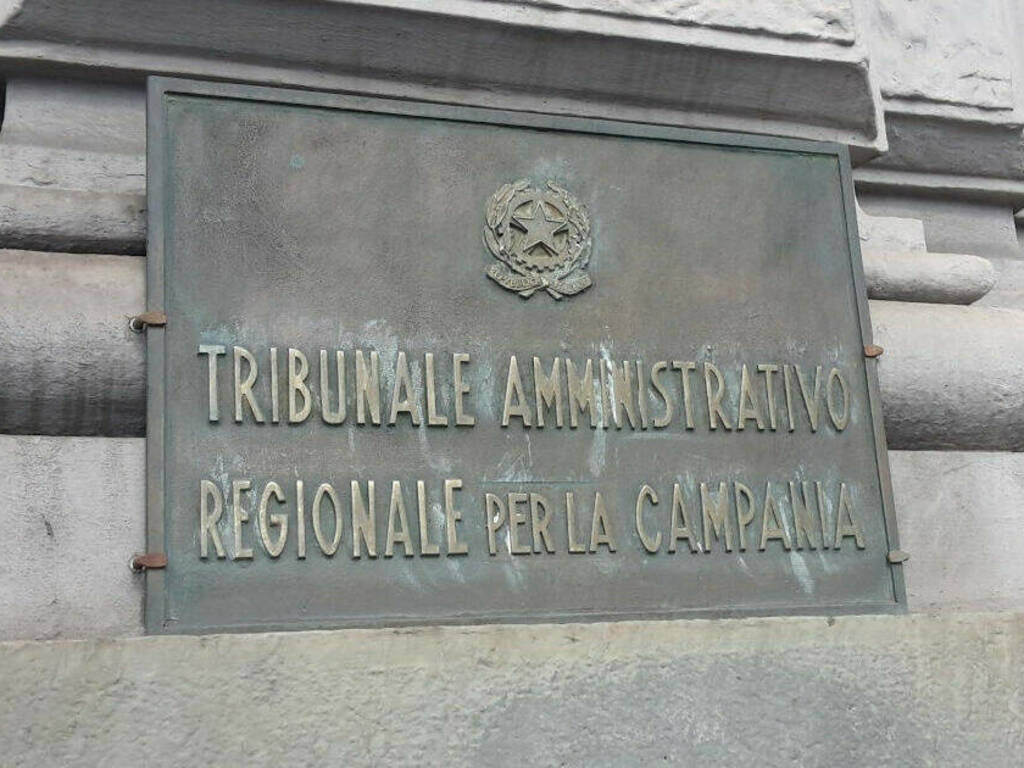 TRIBUNALE AMMINISTRATIVO
REGIONALE PER LA CAMPANIA